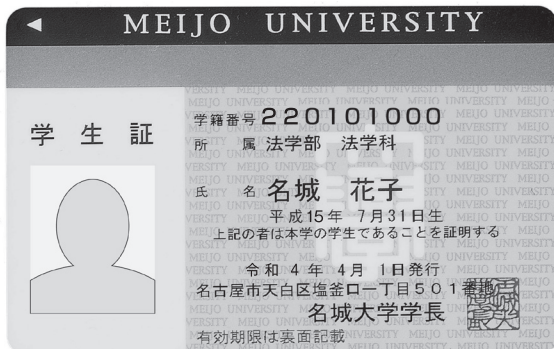 MEIJO UNIVERSITY
学生証
学籍番号 220101000
所属 法学部 法学科
氏名 名城 花子
平成15年 7月31日生
上記の者は本学の学生であることを証明する
令和 4年 4月 1日発行
名古屋市天白区塩釜口一丁目501番地
名城大学学長
有効期限は裏面記載